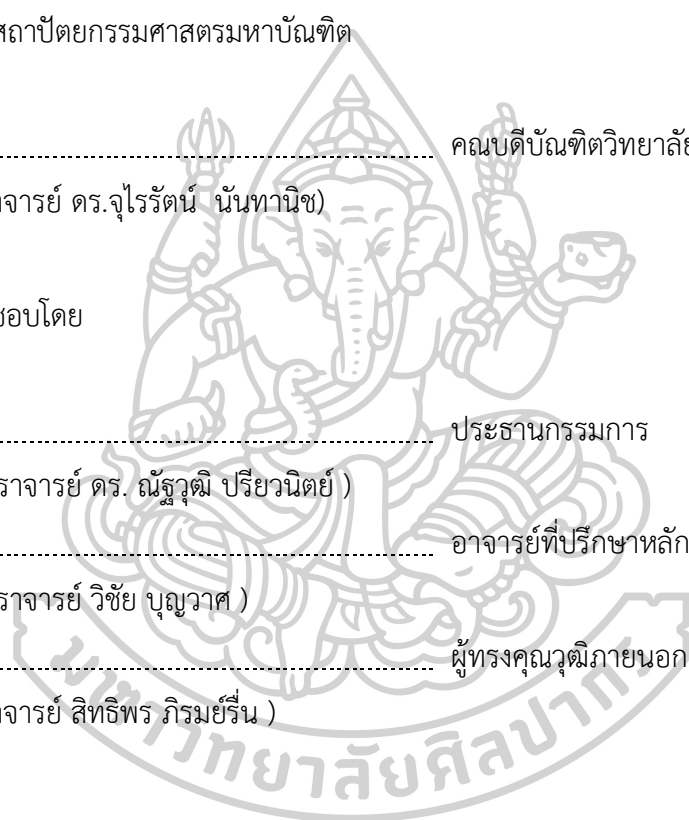 สถาปัตยกรรมศาสตรมหาบัณฑิต
คณบดีบัณฑิตวิทยาลัย
าจารย์ ดร.จุไรรัตน์ นันทานิช)
ชอบโดย
ประธานกรรมการ
ราจารย์ ดร. ณัฐวุฒิ ปรียวนิตย์ )
อาจารย์ที่ปรึกษาหลัก
ราจารย์ วิชัย บุญวาศ )
ผู้ทรงคุณวุฒิภายนอก
าจารย์ สิทธิพร ภิรมย์รื่น )
มหาวิทยาลัยศิลปากร